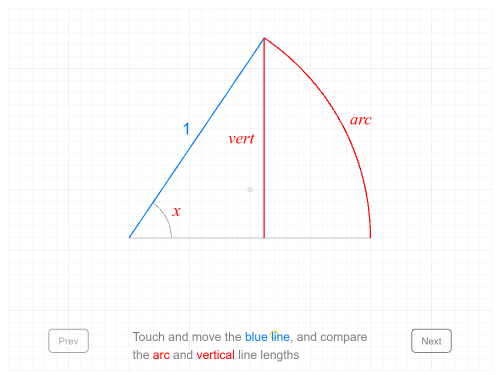 1
arc
vert
x
Prev
Touch and move the blue line, and compare
the arc and vertical line lengths
Next